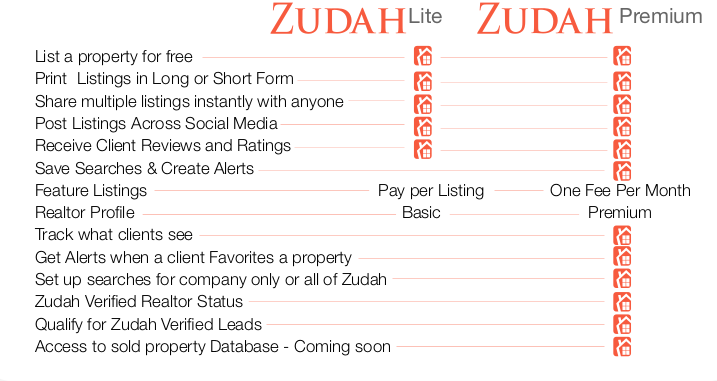 ZUDAH Lite ZUDAH Premium
List a property for free
Print Listings in Long or Short Form
Share multiple listings instantly with anyone
Post Listings Across Social Media
Receive Client Reviews and Ratings
Save Searches & Create Alerts
Feature Listings Pay per Listing One Fee Per Month
Realtor Profile Basic Premium
Track what clients see
Get Alerts when a client Favorites a property
Set up searches for company only or all of Zudah
Zudah Verified Realtor Status
Qualify for Zudah Verified Leads
Access to sold property Database - Coming soon